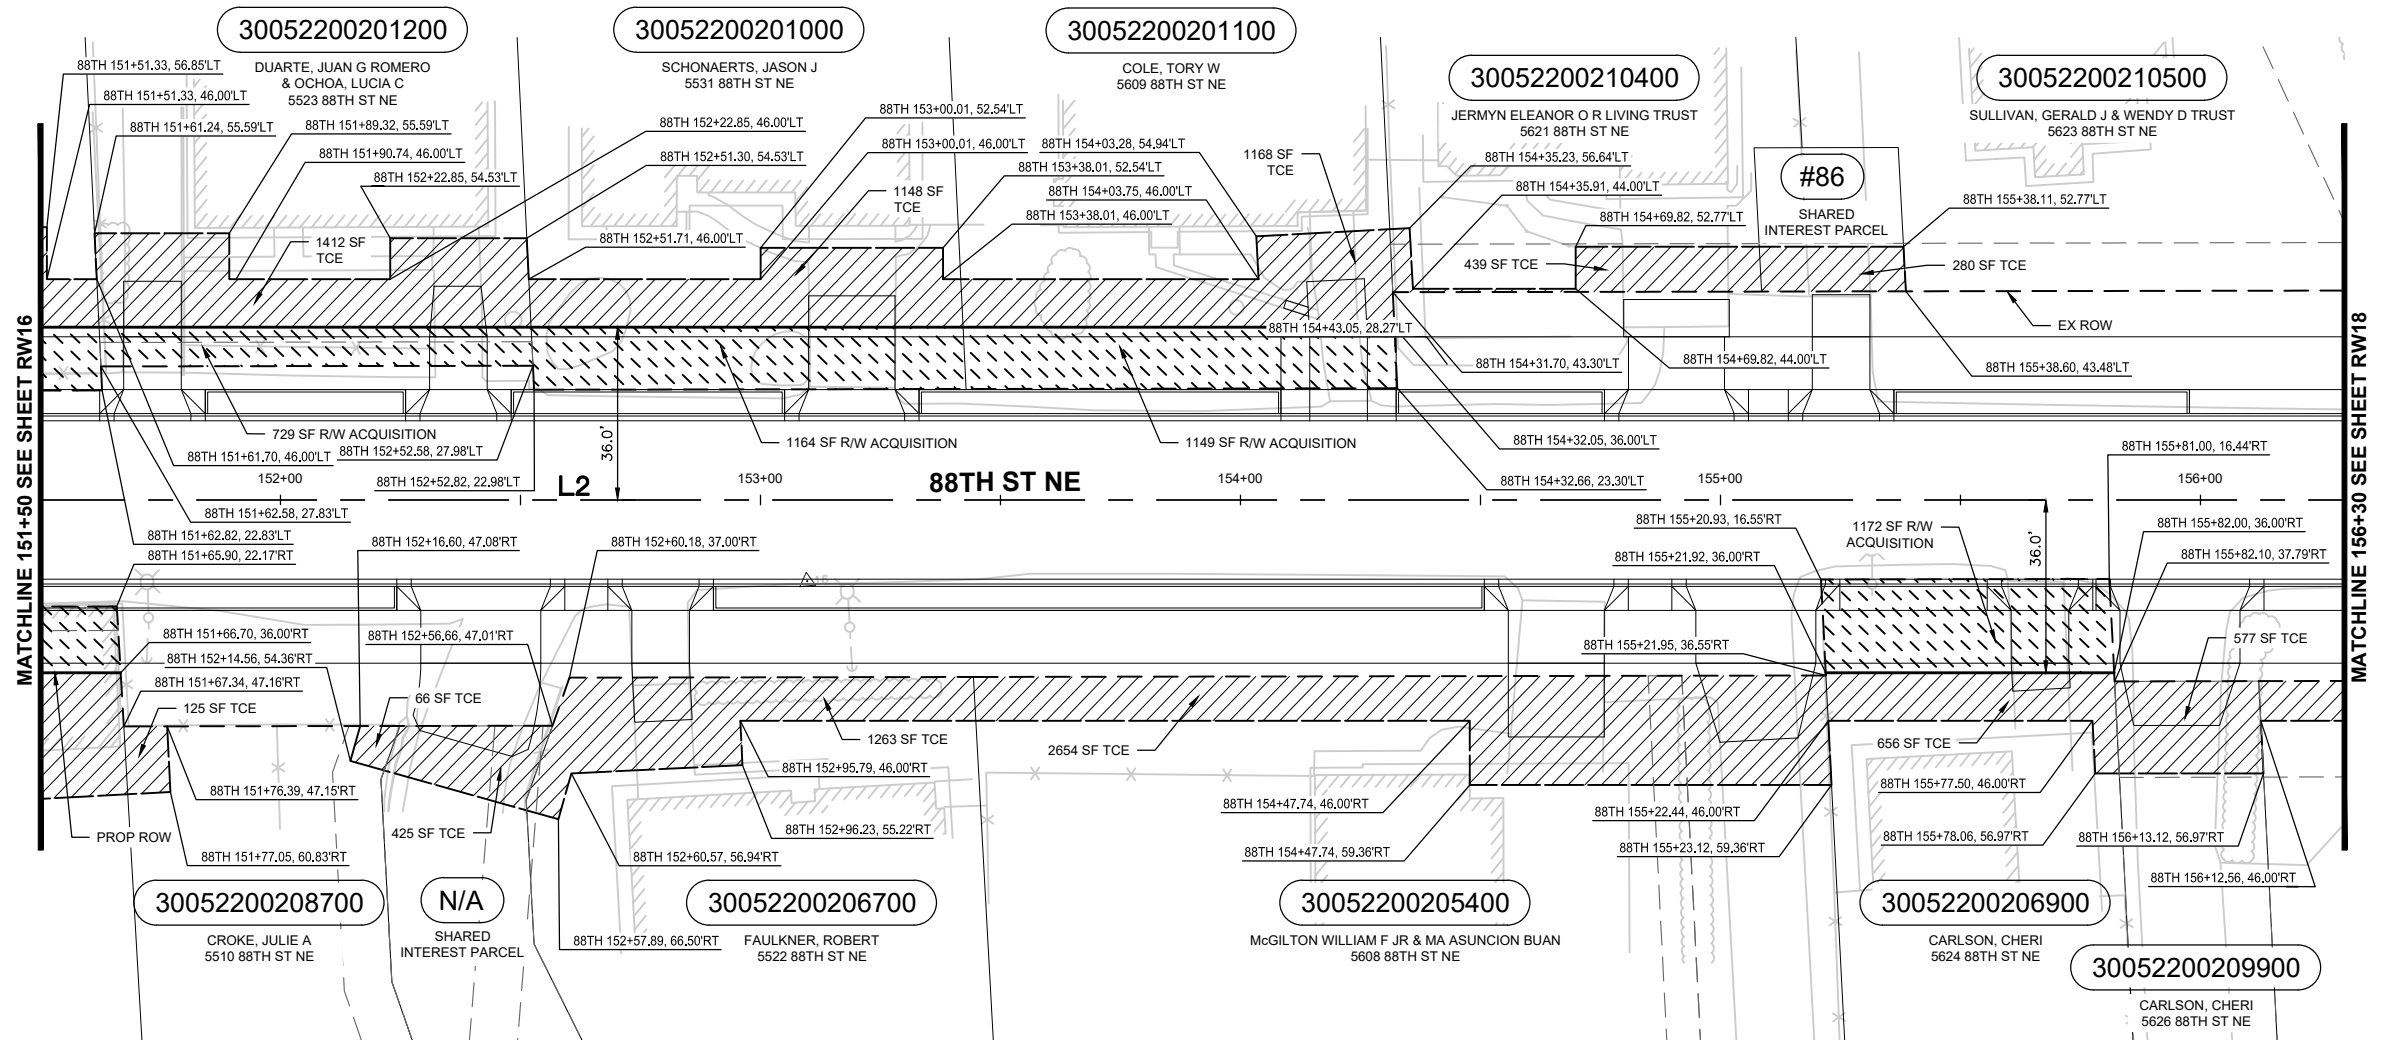 30052200201200
DUARTE, JUAN G ROMERO
& OCHOA, LUCIA C
5523 88TH ST NE
30052200201000
SCHONAERTS, JASON J
5531 88TH ST NE
30052200201100
COLE, TORY W
5609 88TH ST NE
30052200210400
JERMYN ELEANOR O R LIVING TRUST
5621 88TH ST NE
30052200210500
SULLIVAN, GERALD J & WENDY D TRUST
5623 88TH ST NE
#86
SHARED
INTEREST PARCEL
88TH 151+51.33, 56.85'LT
88TH 151+51.33, 46.00'LT
88TH 151+61.24, 55.59'LT
88TH 151+89.32, 55.59'LT
88TH 151+90.74, 46.00'LT
88TH 152+22.85, 54.53'LT
88TH 152+22.85, 46.00'LT
88TH 152+51.30, 54.53'LT
88TH 152+51.71, 46.00'LT
88TH 153+00.01, 52.54'LT
88TH 153+00.01, 46.00'LT
88TH 153+38.01, 52.54'LT
88TH 153+38.01, 46.00'LT
88TH 154+03.28, 54.94'LT
88TH 154+03.75, 46.00'LT
88TH 154+35.23, 56.64'LT
88TH 154+35.91, 44.00'LT
88TH 154+69.82, 52.77'LT
88TH 155+38.11, 52.77'LT
1412 SF
TCE
1148 SF
TCE
1168 SF
TCE
439 SF TCE
280 SF TCE
EX ROW
88TH 154+43.05, 28.27'LT
88TH 154+31.70, 43.30'LT
88TH 154+69.82, 44.00'LT
88TH 155+38.60, 43.48'LT
MATCHLINE 151+50 SEE SHEET RW16
MATCHLINE 156+30 SEE SHEET RW18
729 SF R/W ACQUISITION
1164 SF R/W ACQUISITION
1149 SF R/W ACQUISITION
36.0'
88TH 151+61.70, 46.00'LT
88TH 152+52.58, 27.98'LT
88TH 152+52.82, 22.98'LT
88TH 154+32.05, 36.00'LT
88TH 154+32.66, 23.30'LT
88TH 155+81.00, 16.44'RT
152+00
L2
153+00
88TH ST NE
154+00
155+00
156+00
88TH 151+62.58, 27.83'LT
88TH 151+62.82, 22.83'LT
88TH 151+65.90, 22.17'RT
88TH 152+16.60, 47.08'RT
88TH 152+60.18, 37.00'RT
88TH 155+20.93, 16.55'RT
88TH 155+21.92, 36.00'RT
1172 SF R/W
ACQUISITION
36.0'
88TH 155+82.00, 36.00'RT
88TH 155+82.10, 37.79'RT
16
88TH 151+66.70, 36.00'RT
88TH 152+14.56, 54.36'RT
88TH 151+67.34, 47.16'RT
88TH 152+56.66, 47.01'RT
88TH 155+21.95, 36.55'RT
577 SF TCE
125 SF TCE
66 SF TCE
1263 SF TCE
2654 SF TCE
656 SF TCE
88TH 151+76.39, 47.15'RT
88TH 152+95.79, 46.00'RT
88TH 154+47.74, 46.00'RT
88TH 155+22.44, 46.00'RT
88TH 155+77.50, 46.00'RT
PROP ROW
425 SF TCE
88TH 151+77.05, 60.83'RT
88TH 152+96.23, 55.22'RT
88TH 152+60.57, 56.94'RT
88TH 154+47.74, 59.36'RT
88TH 155+23.12, 59.36'RT
88TH 155+78.06, 56.97'RT
88TH 156+13.12, 56.97'RT
88TH 156+12.56, 46.00'RT
88TH 152+57.89, 66.50'RT
30052200208700
CROKE, JULIE A
5510 88TH ST NE
N/A
SHARED
INTEREST PARCEL
30052200206700
FAULKNER, ROBERT
5522 88TH ST NE
30052200205400
McGILTON WILLIAM F JR & MA ASUNCION BUAN
5608 88TH ST NE
30052200206900
CARLSON, CHERI
5624 88TH ST NE
30052200209900
CARLSON, CHERI
5626 88TH ST NE